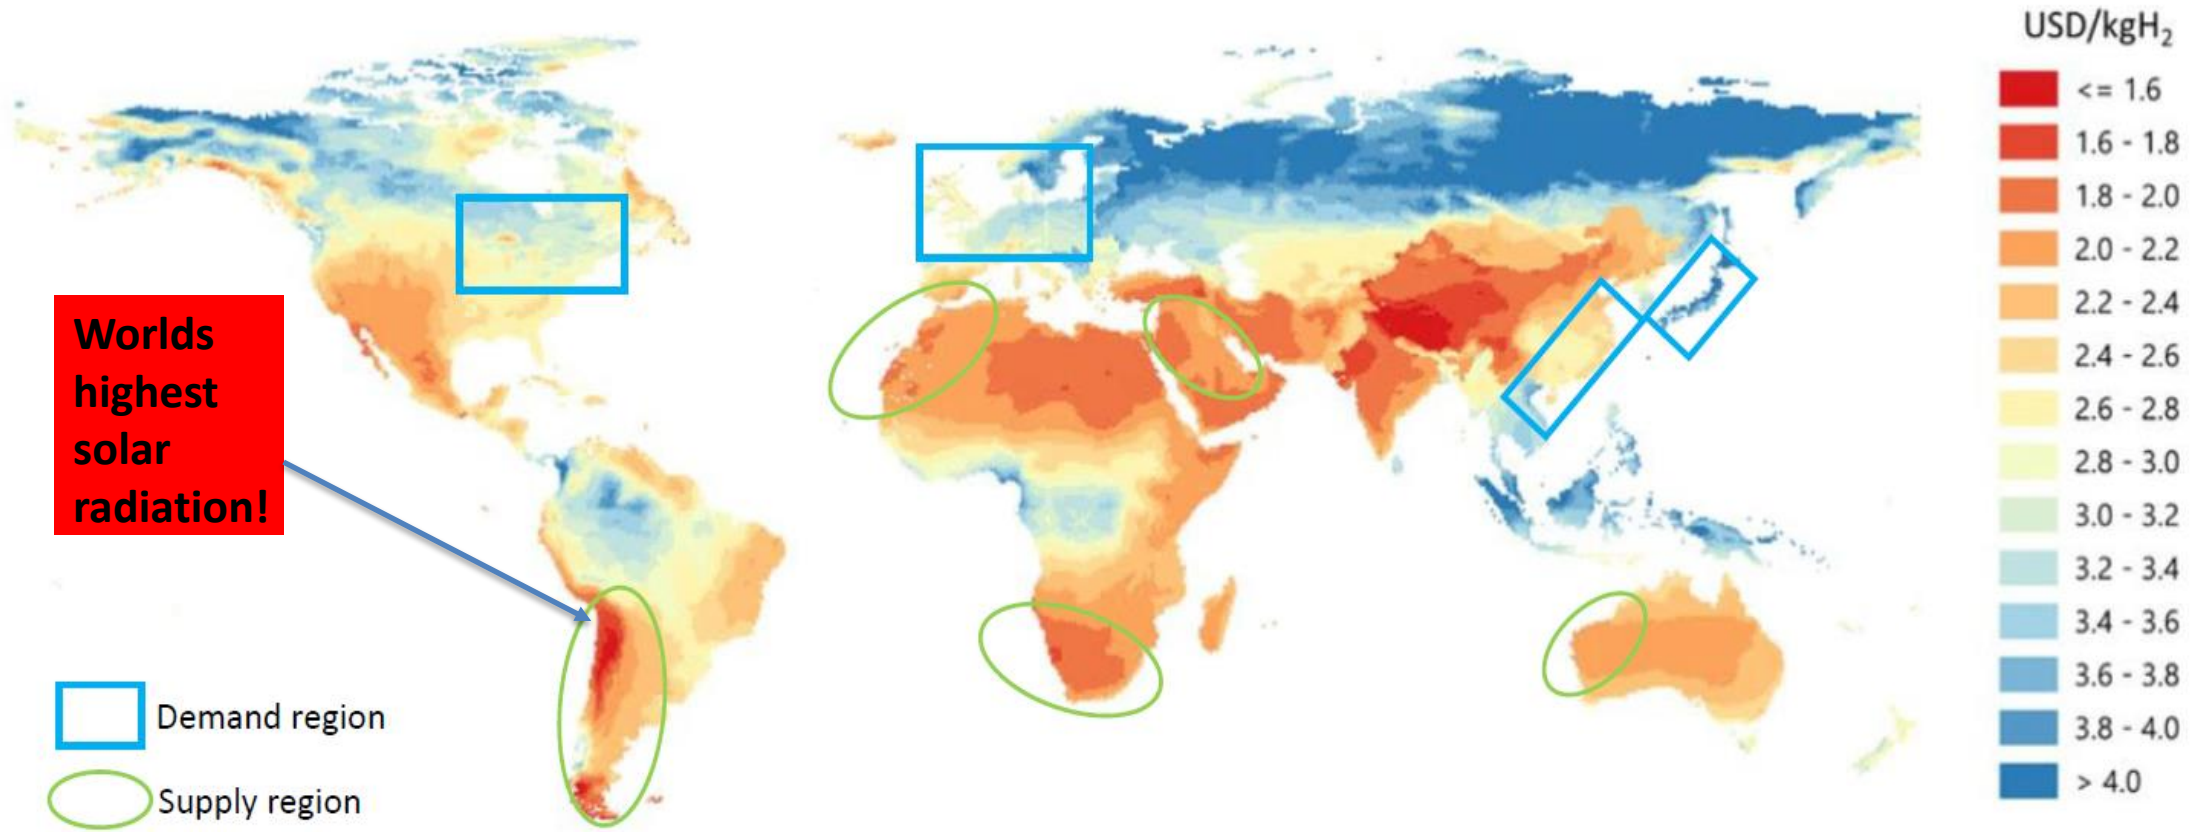 USD/kgH₂
<= 1.6
1.6 - 1.8
1.8 - 2.0
2.0 - 2.2
2.2 - 2.4
2.4 - 2.6
2.6 - 2.8
2.8 - 3.0
3.0 - 3.2
3.2 - 3.4
3.4 - 3.6
3.6 - 3.8
3.8 - 4.0
> 4.0
Worlds
highest
solar
radiation!
Demand region
Supply region